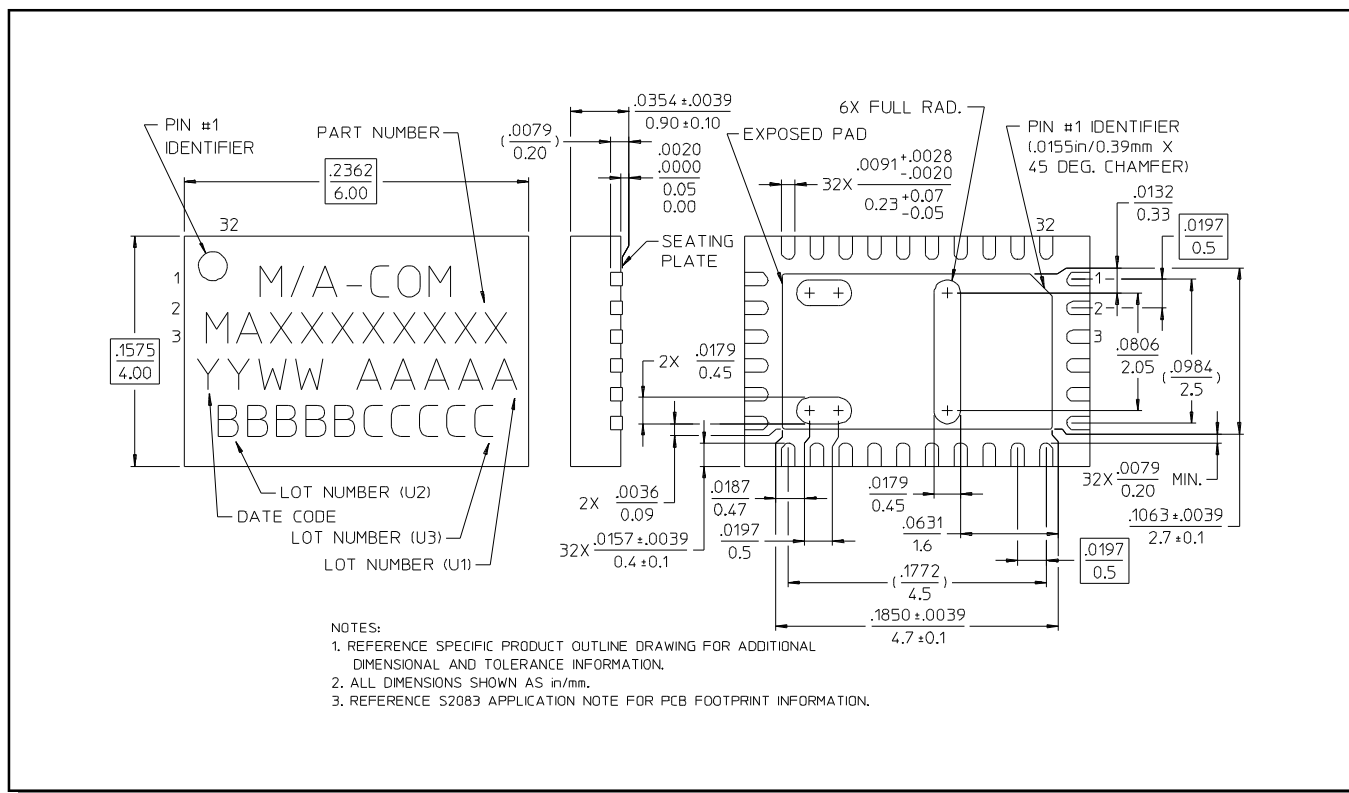 PIN #1
IDENTIFIER
PART NUMBER
.2362
6.00
32
1
2
3
.1575
4.00
M/A-COM
MAXXXXXXXXX
YYWW AAAAA
BBBBBCCCCC
LOT NUMBER (U2)
DATE CODE
LOT NUMBER (U3)
LOT NUMBER (U1)
.0354 ±.0039
0.90 ±0.10
(.0079
0.20)
.0020
.0000
0.05
0.00
SEATING
PLATE
EXPOSED PAD
6X FULL RAD.
32X .0091 +.0028
-.0020
0.23 +0.07
-0.05
PIN #1 IDENTIFIER
(.0155in/0.39mm X
45 DEG. CHAMFER)
32
.0132
0.33
.0197
0.5
1
2
3
.0806
2.05
(.0984
2.5)
2X .0179
0.45
2X .0036
0.09
32X .0157 ±.0039
0.4 ±0.1
.0187
0.47
.0197
0.5
.0179
0.45
.0631
1.6
32X .0079
0.20 MIN.
.1063 ±.0039
2.7 ±0.1
.0197
0.5
(.1772
4.5)
.1850 ±.0039
4.7 ±0.1
NOTES:
1. REFERENCE SPECIFIC PRODUCT OUTLINE DRAWING FOR ADDITIONAL
DIMENSIONAL AND TOLERANCE INFORMATION.
2. ALL DIMENSIONS SHOWN AS in/mm.
3. REFERENCE S2083 APPLICATION NOTE FOR PCB FOOTPRINT INFORMATION.